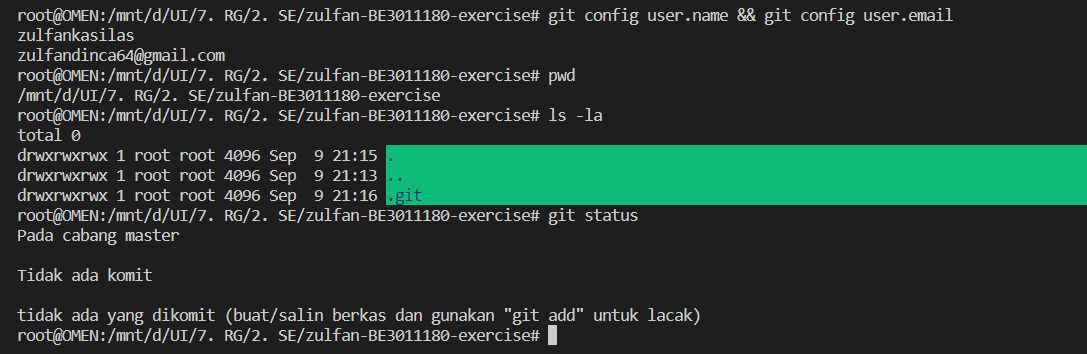 root@OMEN:/mnt/d/UI/7. RG/2. SE/zulfan-BE3011180-exercise# git config user.name && git config user.email
zulfankasilas
zulfandinca64@gmail.com
root@OMEN:/mnt/d/UI/7. RG/2. SE/zulfan-BE3011180-exercise# pwd
/mnt/d/UI/7. RG/2. SE/zulfan-BE3011180-exercise
root@OMEN:/mnt/d/UI/7. RG/2. SE/zulfan-BE3011180-exercise# ls -la
total 0
drwxrwxrwx 1 root root 4096 Sep  9 21:15 .
drwxrwxrwx 1 root root 4096 Sep  9 21:13 ..
drwxrwxrwx 1 root root 4096 Sep  9 21:16 .git
root@OMEN:/mnt/d/UI/7. RG/2. SE/zulfan-BE3011180-exercise# git status
Pada cabang master
Tidak ada komit
tidak ada yang dikomit (buat/salin berkas dan gunakan "git add" untuk lacak)
root@OMEN:/mnt/d/UI/7. RG/2. SE/zulfan-BE3011180-exercise#